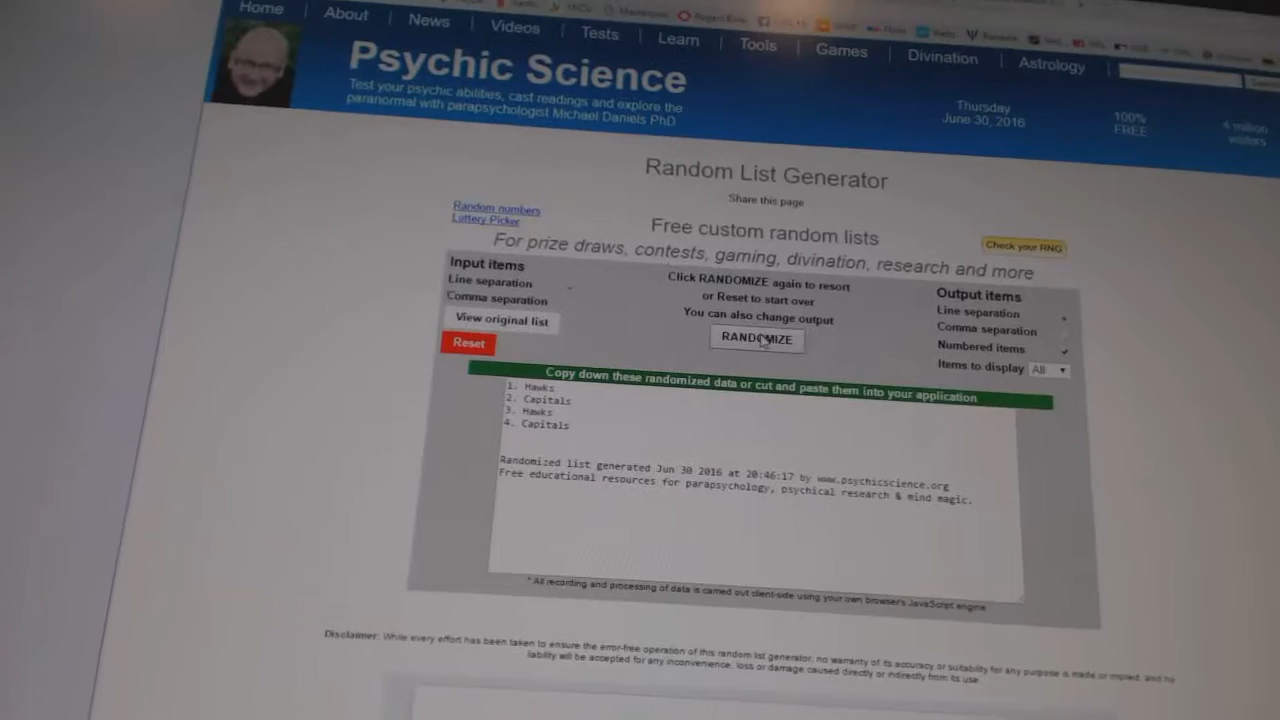 Home About News Videos Tests Learn Tools Games Divination Astrology
Psychic Science
Test your psychic abilities, cast readings and explore the
paranormal with parapsychologist Michael Daniels PhD
Thursday
June 30, 2016
100%
FREE
4 million
visitors
Random List Generator
Share this page
Random numbers
Lottery Picker
Free custom random lists
Check your RNG
For prize draws, contests, gaming, divination, research and more
Input items
Line separation
Comma separation
View original list
Reset
Click RANDOMIZE again to resort
or Reset to start over
You can also change output
RANDOMIZE
Output items
Line separation
Comma separation
Numbered items
Items to display All
Copy down these randomized data or cut and paste them into your application
1. Hawks
2. Capitals
3. Hawks
4. Capitals
Randomized list generated Jun 30 2016 at 20:46:17 by www.psychicscience.org
Free educational resources for parapsychology, psychical research & mind magic.
* All recording and processing of data is carried out client-side using your own browser's JavaScript engine
Disclaimer: While every effort has been taken to ensure the error-free operation of this random list generator, no warranty of its accuracy or suitability for any purpose is made or implied, and no
liability will be accepted for any inconvenience, loss or damage caused directly or indirectly from its use.